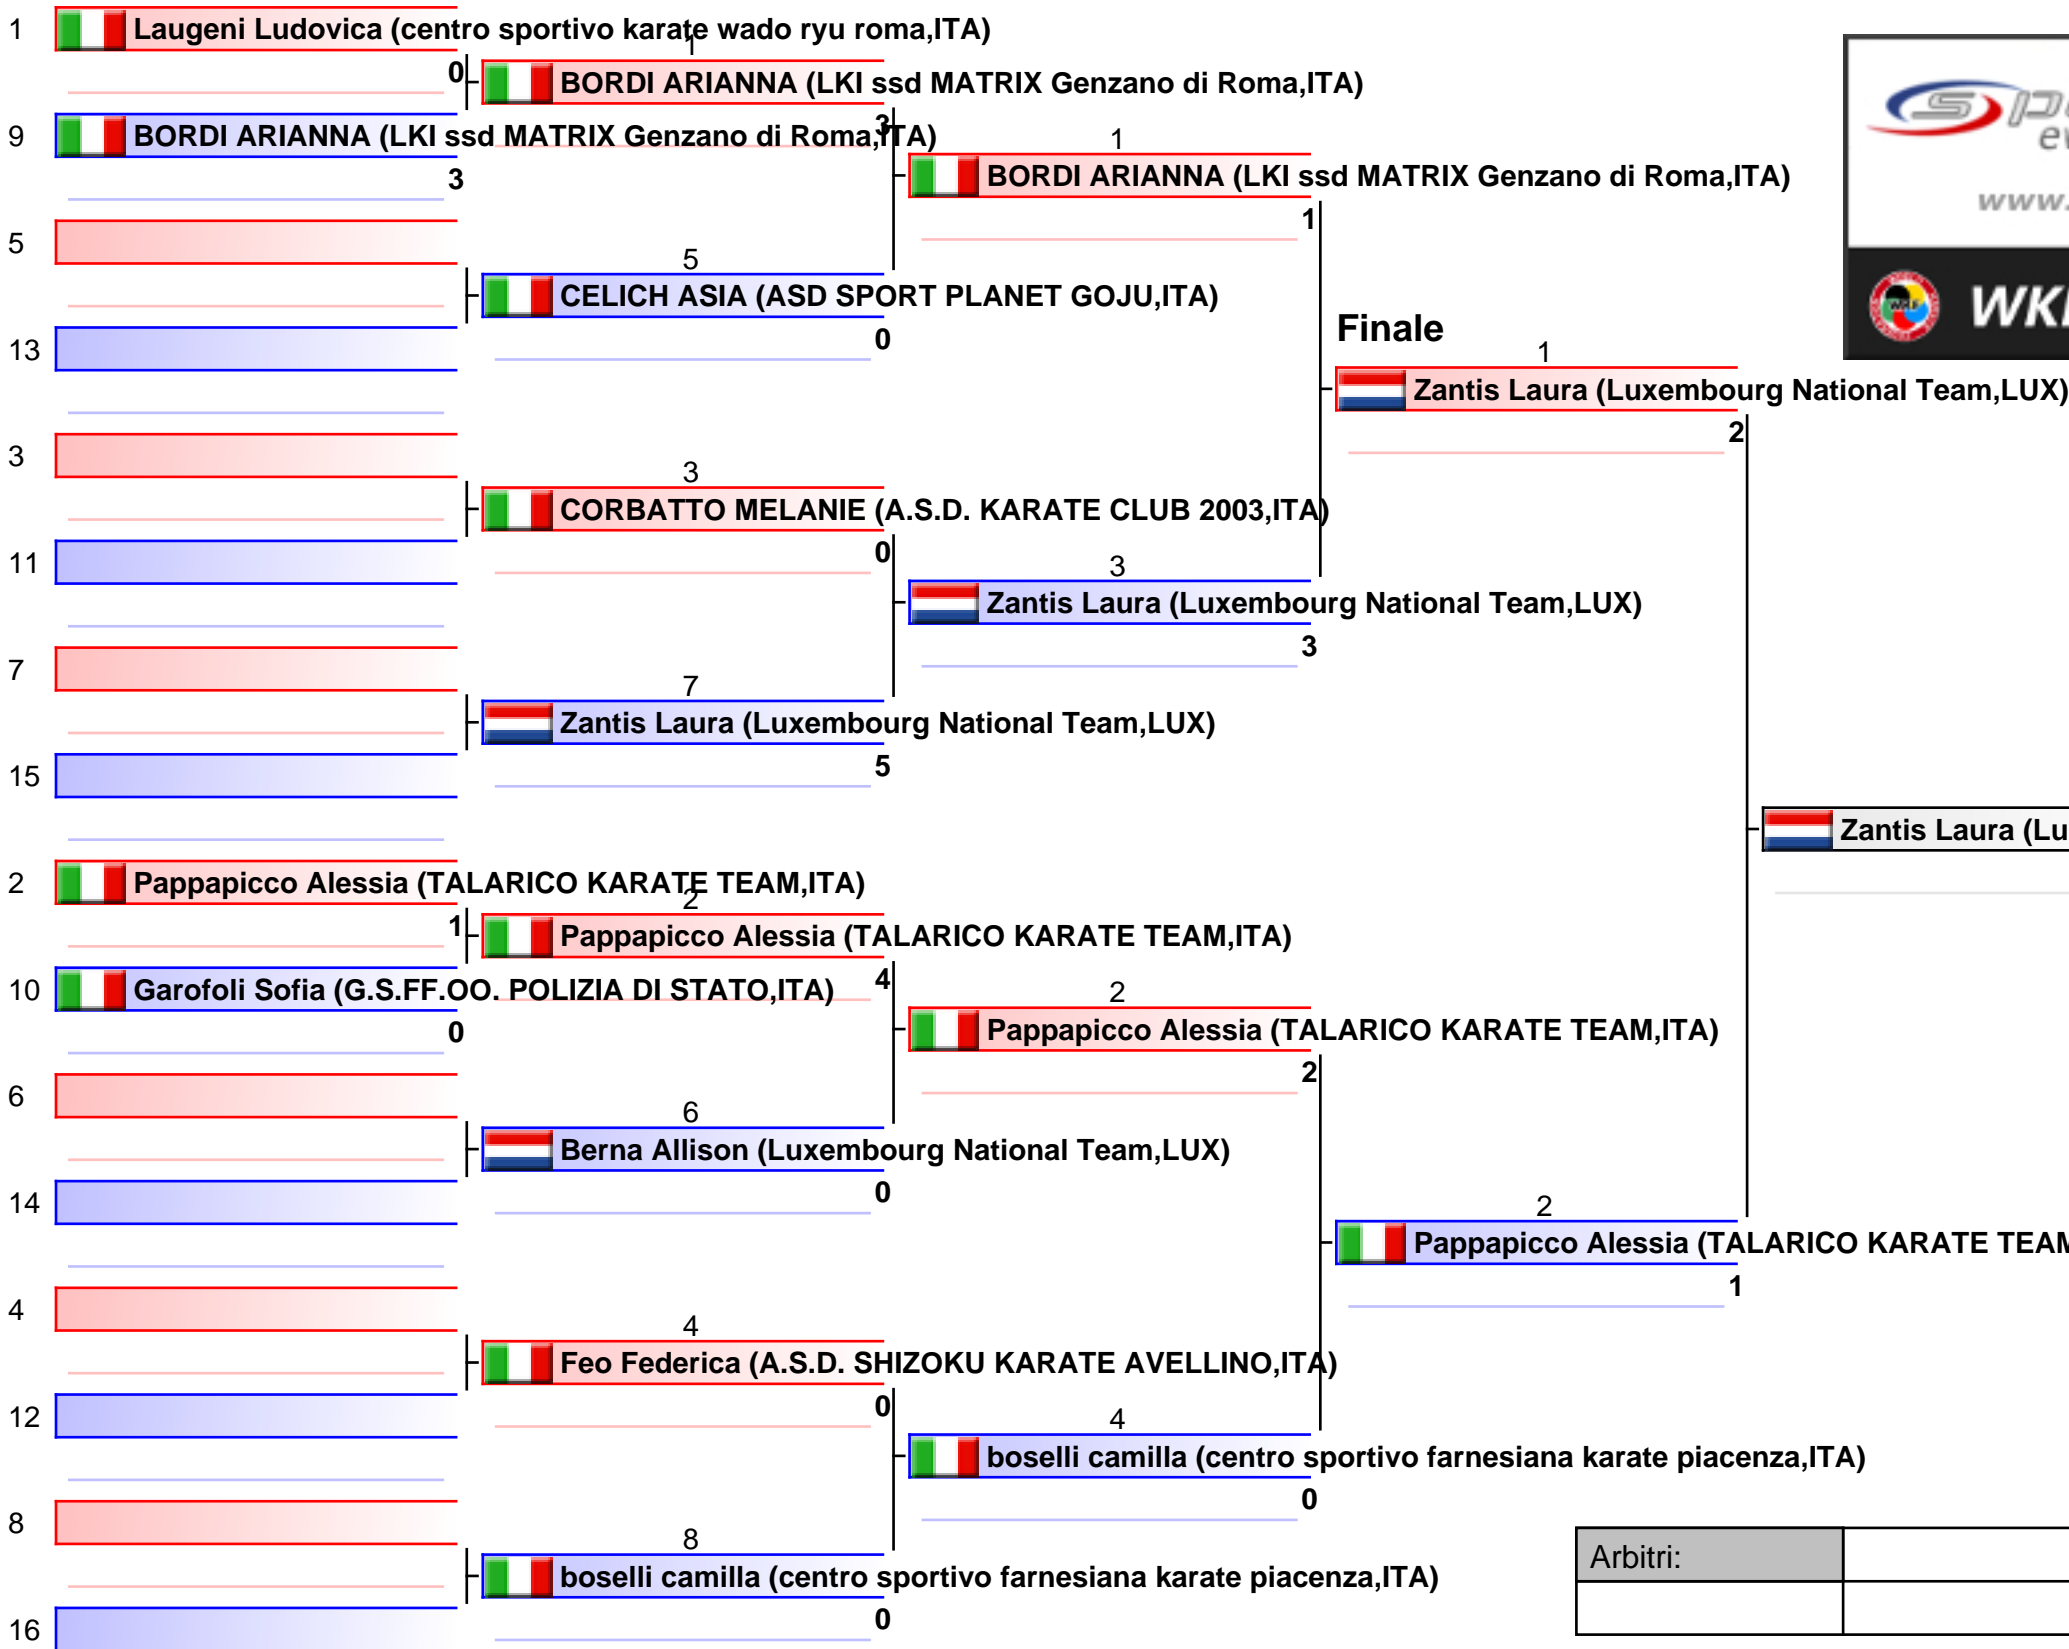 1 Laugeni Ludovica (centro sportivo karate wado ryu roma,ITA)
0
1
BORDI ARIANNA (LKI ssd MATRIX Genzano di Roma,ITA)
9 BORDI ARIANNA (LKI ssd MATRIX Genzano di Roma,ITA)
3
3
1
BORDI ARIANNA (LKI ssd MATRIX Genzano di Roma,ITA)
1
www.
5
5
CELICH ASIA (ASD SPORT PLANET GOJU,ITA)
0
13
Finale
1
Zantis Laura (Luxembourg National Team,LUX)
2
3
3
CORBATTO MELANIE (A.S.D. KARATE CLUB 2003,ITA)
0
11
3
Zantis Laura (Luxembourg National Team,LUX)
3
7
7
Zantis Laura (Luxembourg National Team,LUX)
5
15
Zantis Laura (Lu
2 Pappapicco Alessia (TALARICO KARATE TEAM,ITA)
1
2
Pappapicco Alessia (TALARICO KARATE TEAM,ITA)
4
10 Garofoli Sofia (G.S.FF.OO. POLIZIA DI STATO,ITA)
0
2
Pappapicco Alessia (TALARICO KARATE TEAM,ITA)
2
6
6
Berna Allison (Luxembourg National Team,LUX)
0
14
2
Pappapicco Alessia (TALARICO KARATE TEAM
1
4
4
Feo Federica (A.S.D. SHIZOKU KARATE AVELLINO,ITA)
0
12
4
boselli camilla (centro sportivo farnesiana karate piacenza,ITA)
0
8
8
boselli camilla (centro sportivo farnesiana karate piacenza,ITA)
0
16
Arbitri: